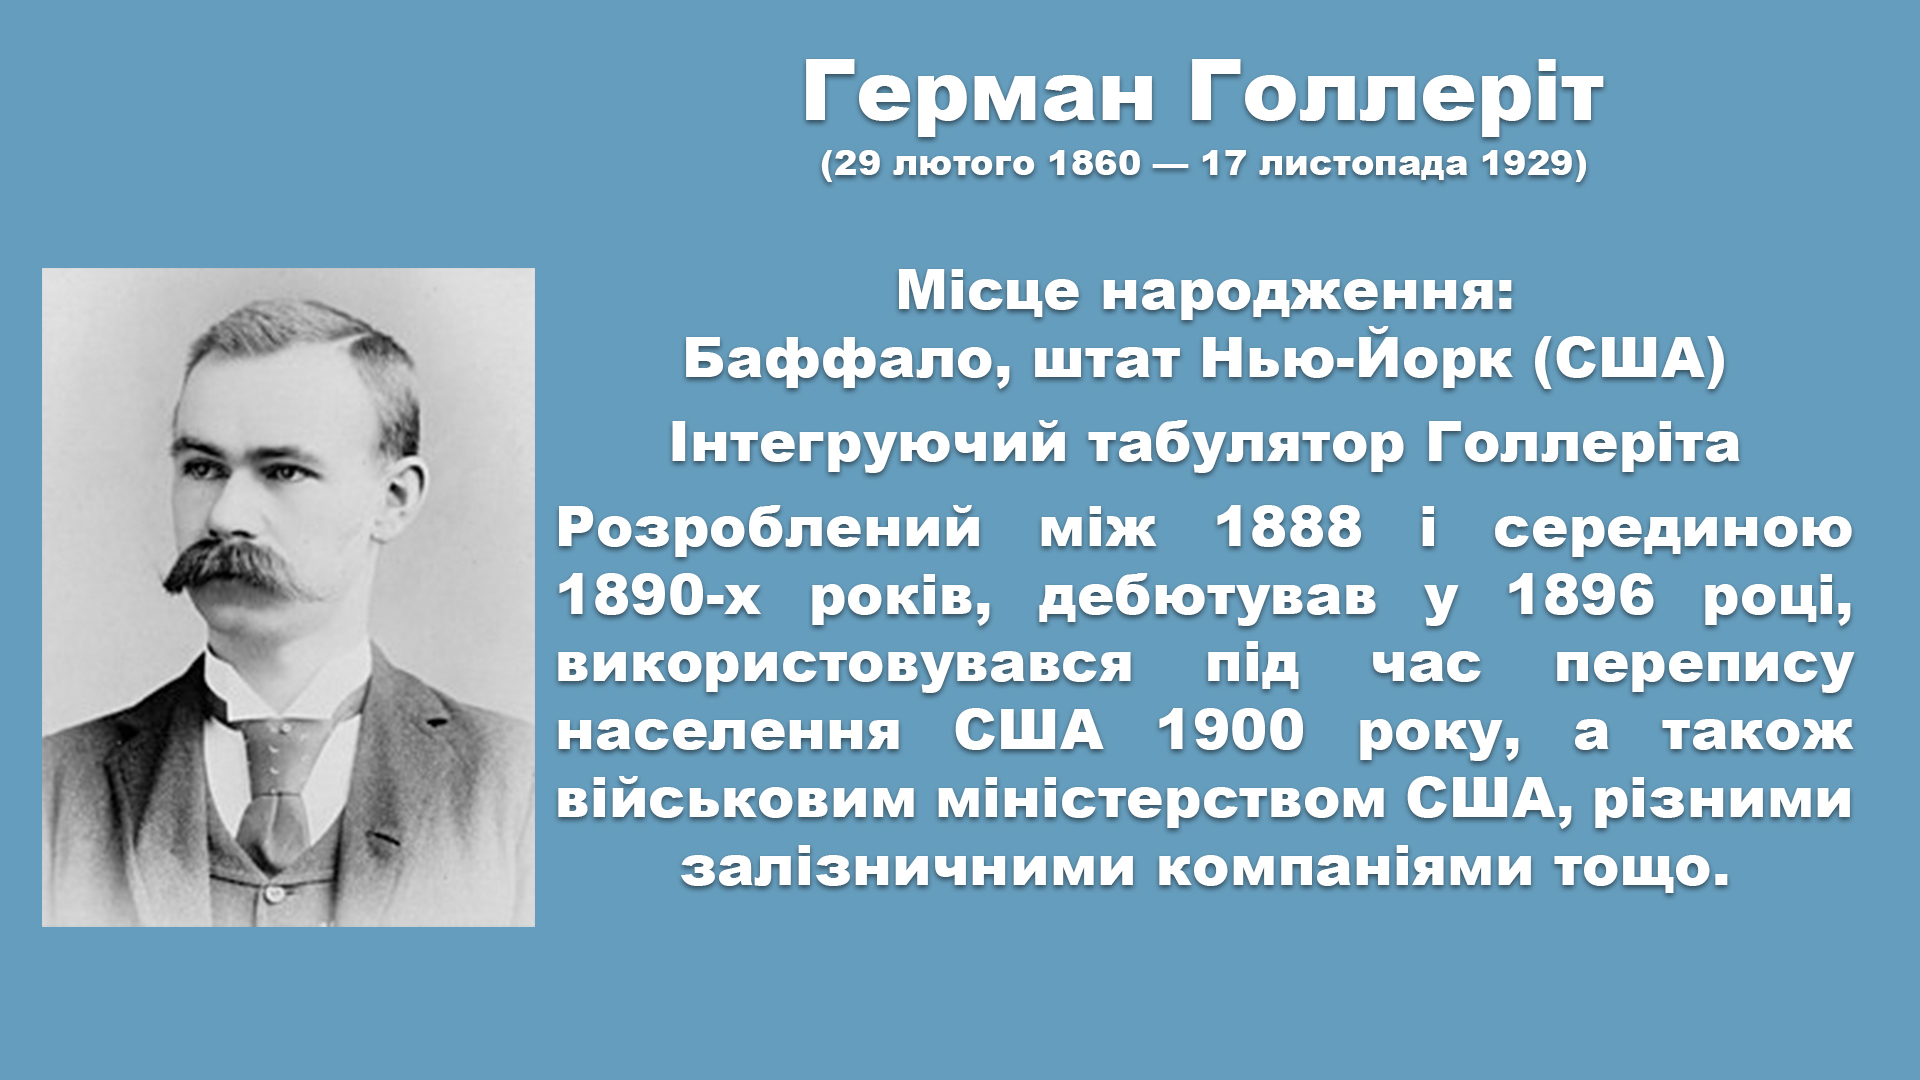 Герман Голлеріт
(29 лютого 1860 — 17 листопада 1929)
Місце народження:
Баффало, штат Нью-Йорк (США)
Інтегруючий табулятор Голлеріта
Розроблений між 1888 і серединою
1890-х років, дебютував у 1896 році,
використовувався під час перепису
населення США 1900 року, а також
військовим міністерством США, різними
залізничними компаніями тощо.